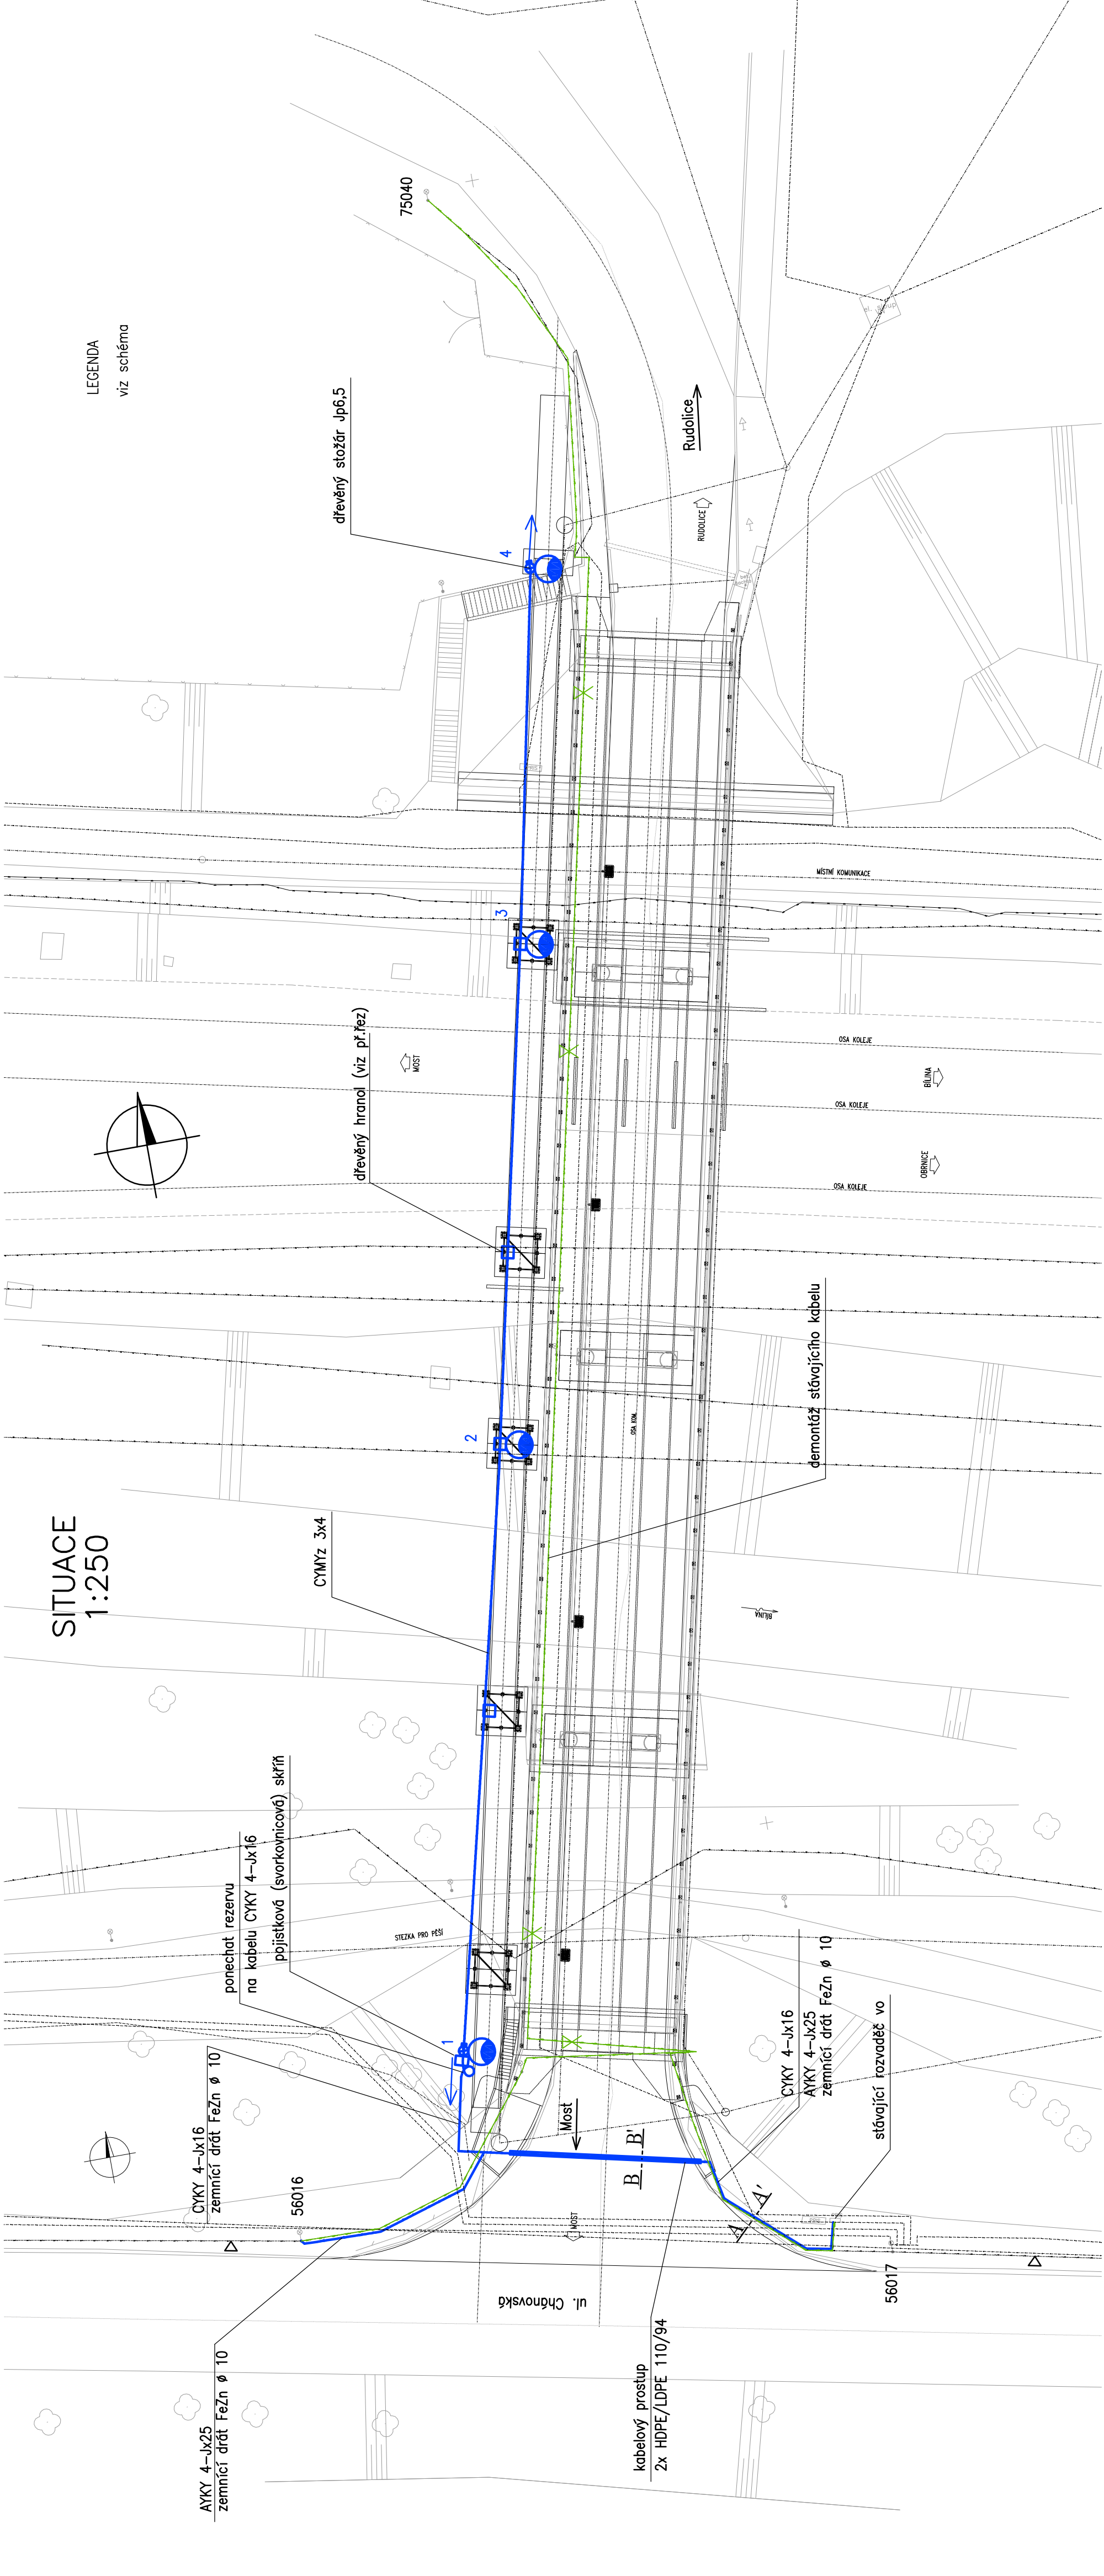 SITUACE
1:250
LEGENDA
viz schéma
75040
dřevěný stožár Jp6,5
4
Rudolice
RUDOLICE
MÍSTNÍ KOMUNIKACE
3
dřevěný hranol (viz př.řez)
MOST
OSA KOLEJE
OSA KOLEJE
OSA KOLEJE
BÍLINA
OBRNICE
demontáž stávajícího kabelu
2
OSA KOM.
CYMYz 3x4
BÍLINA
ponechat rezervu
na kabelu CYKY 4-Jx16
pojistková (svorkovnicová) skříň
STEZKA PRO PĚŠÍ
1
CYKY 4-Jx16
zemnící drát FeZn ø 10
56016
AYKY 4-Jx25
zemnící drát FeZn ø 10
Most
MOST
B
B'
A
A'
CYKY 4-Jx16
AYKY 4-Jx25
zemnící drát FeZn ø 10
stávající rozvaděč vo
56017
ul. Chánovská
kabelový prostup
2x HDPE/LDPE 110/94